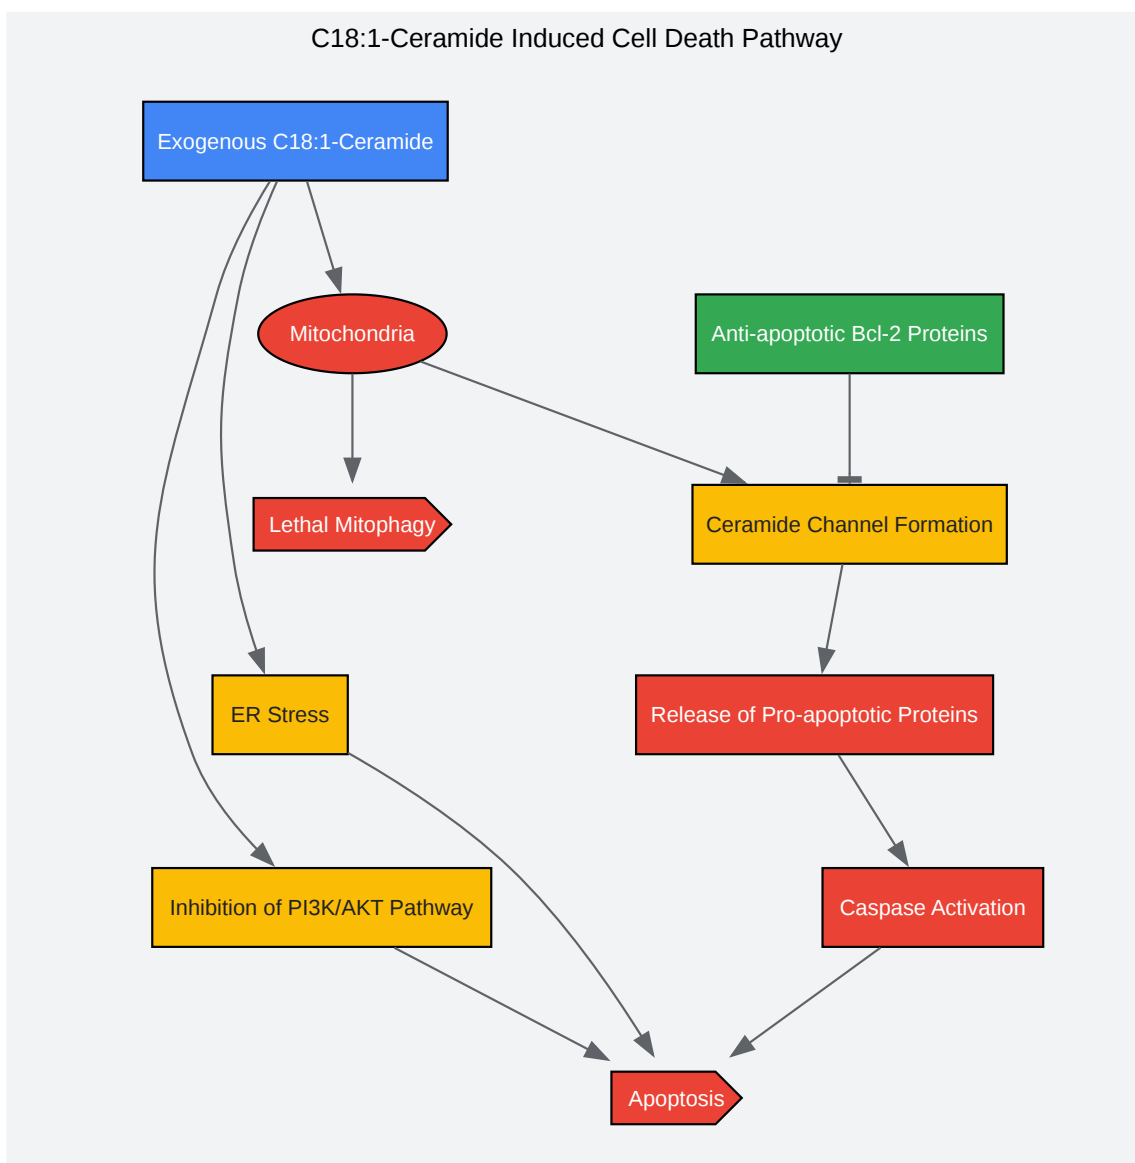 C18:1-Ceramide Induced Cell Death Pathway
Exogenous C18:1-Ceramide
Mitochondria
Anti-apoptotic Bcl-2 Proteins
Lethal Mitophagy
Ceramide Channel Formation
ER Stress
Release of Pro-apoptotic Proteins
Inhibition of PI3K/AKT Pathway
Caspase Activation
Apoptosis